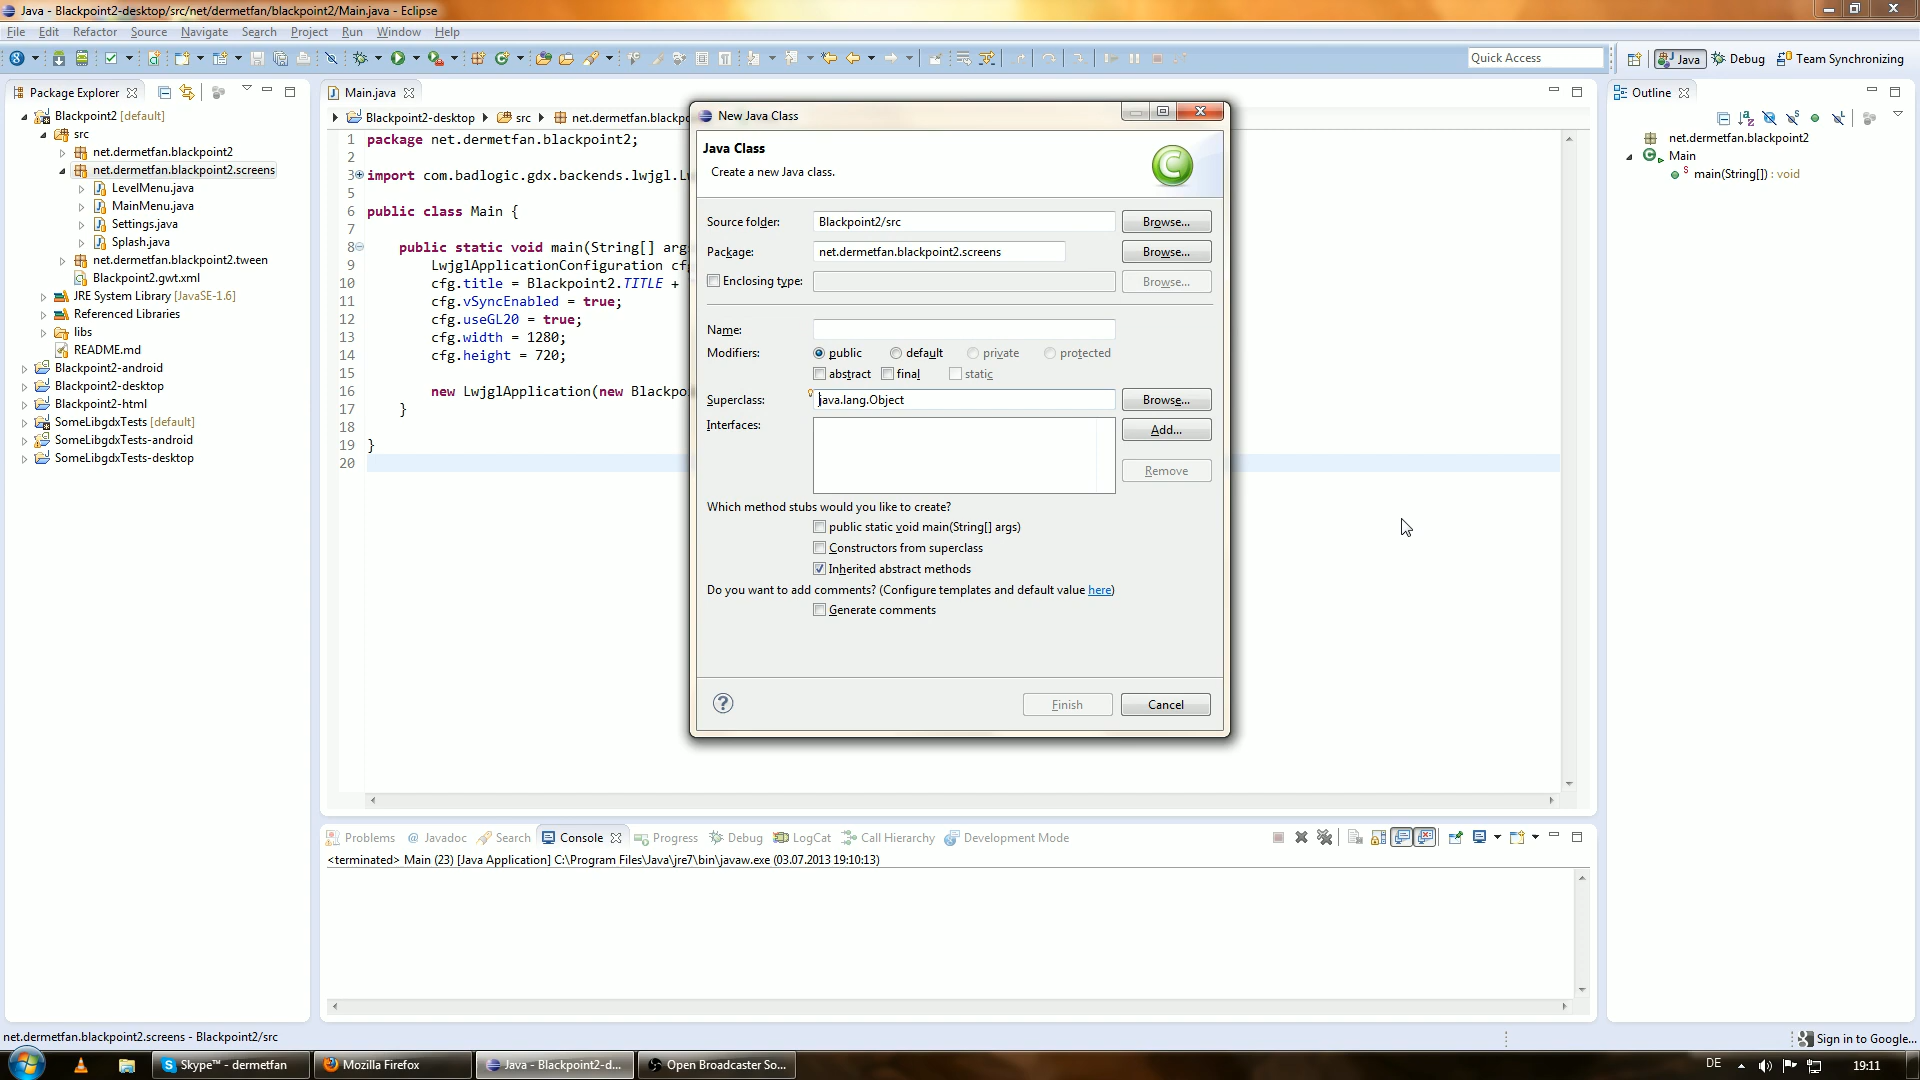 Java - Blackpoint2-desktop/src/net/dermetfan/blackpoint2/Main.java - Eclipse
File Edit Refactor Source Navigate Search Project Run Window Help
Quick Access
Java Debug Team Synchronizing
Package Explorer
Blackpoint2 [default]
src
net.dermetfan.blackpoint2
net.dermetfan.blackpoint2.screens
LevelMenu.java
MainMenu.java
Settings.java
Splash.java
net.dermetfan.blackpoint2.tween
Blackpoint2.gwt.xml
JRE System Library [JavaSE-1.6]
Referenced Libraries
libs
README.md
Blackpoint2-android
Blackpoint2-desktop
Blackpoint2-html
SomeLibgdxTests [default]
SomeLibgdxTests-android
SomeLibgdxTests-desktop
Main.java
Blackpoint2-desktop src net.dermetfan.blackp
1 package net.dermetfan.blackpoint2;
2
3 import com.badlogic.gdx.backends.lwjgl.L
5
6 public class Main {
7
8 public static void main(String[] arg
9 LwjglApplicationConfiguration cf
10 cfg.title = Blackpoint2.TITLE +
11 cfg.vSyncEnabled = true;
12 cfg.useGL20 = true;
13 cfg.width = 1280;
14 cfg.height = 720;
15
16 new LwjglApplication(new Blackpo
17 }
18
19 }
20
New Java Class
Java Class
Create a new Java class.
C
Source folder: Blackpoint2/src Browse...
Package: net.dermetfan.blackpoint2.screens Browse...
Enclosing type: Browse...
Name:
Modifiers: public default private protected
abstract final static
Superclass: java.lang.Object Browse...
Interfaces: Add...
Remove
Which method stubs would you like to create?
public static void main(String[] args)
Constructors from superclass
Inherited abstract methods
Do you want to add comments? (Configure templates and default value here)
Generate comments
? Finish Cancel
Outline
net.dermetfan.blackpoint2
Main
main(String[]) : void
Problems @ Javadoc Search Console Progress Debug LogCat Call Hierarchy Development Mode
<terminated> Main (23) [Java Application] C:\Program Files\Java\jre7\bin\javaw.exe (03.07.2013 19:10:13)
net.dermetfan.blackpoint2.screens - Blackpoint2/src
Sign in to Google...
Skype™ - dermetfan
Mozilla Firefox
Java - Blackpoint2-d...
Open Broadcaster So...
DE
19:11